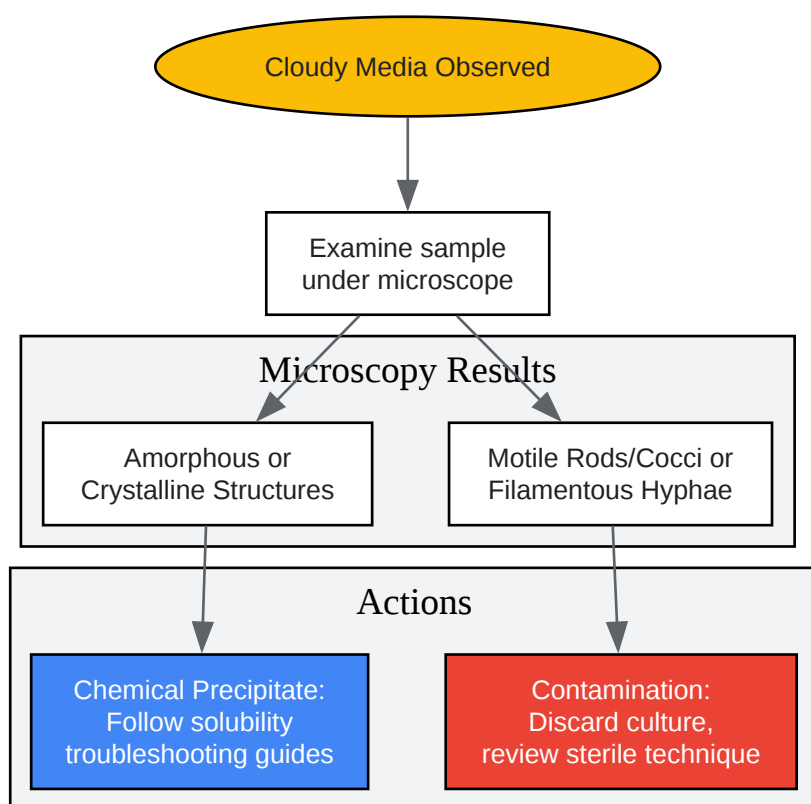 Cloudy Media Observed
Examine sample
under microscope
Microscopy Results
Amorphous or
Crystalline Structures
Motile Rods/Cocci or
Filamentous Hyphae
Actions
Chemical Precipitate:
Follow solubility
troubleshooting guides
Contamination:
Discard culture,
review sterile technique